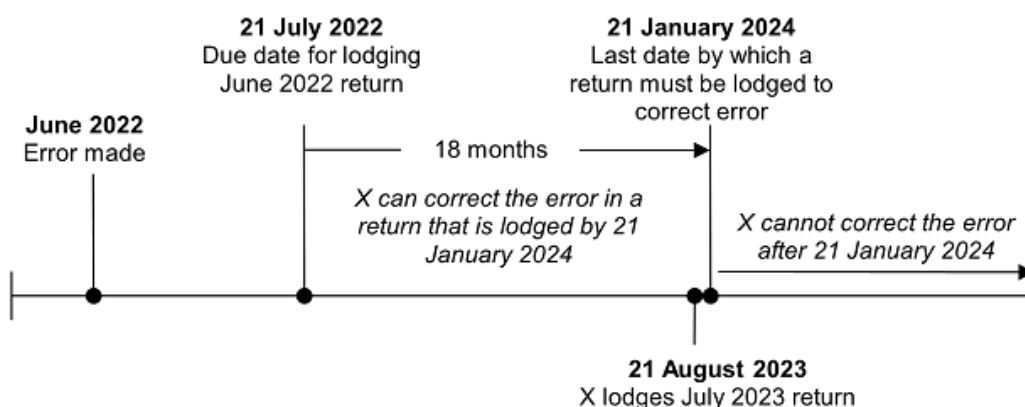 June 2022
Error made
21 July 2022
Due date for lodging
June 2022 return
21 January 2024
Last date by which a
return must be lodged to
correct error
18 months
X can correct the error in a
return that is lodged by 21
January 2024
X cannot correct the error
after 21 January 2024
21 August 2023
X lodges July 2023 return